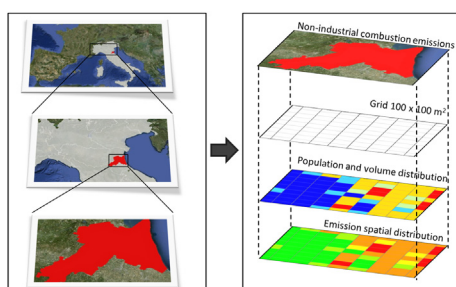 Non-industrial combustion emissions
Grid 100 x 100 m²
Population and volume distribution
Emission spatial distribution